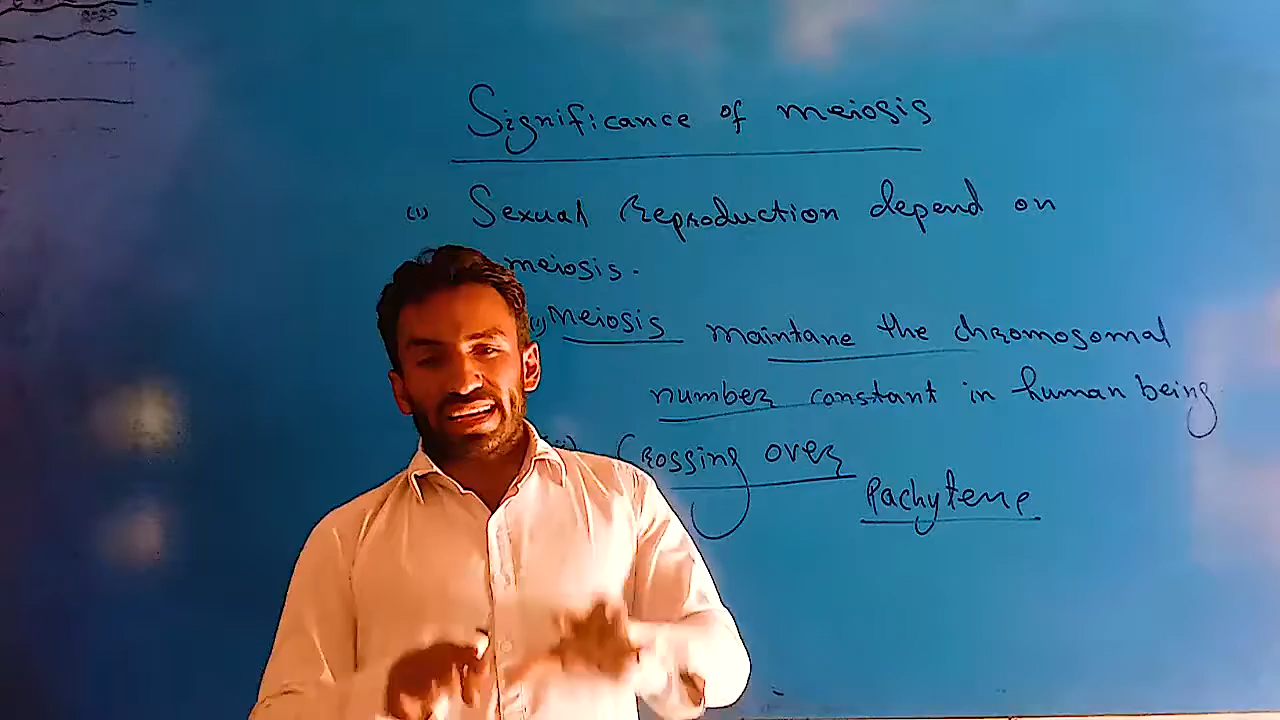 Significance of meiosis
(1) Sexual Reproduction depend on
meiosis.
meiosis maintane the chromosomal
number constant in human being
Crossing over
Pachytene